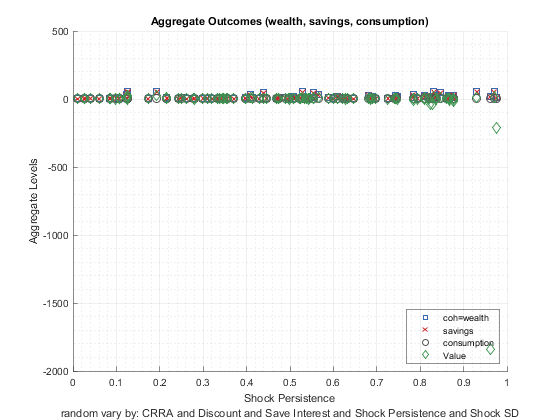 Aggregate Outcomes (wealth, savings, consumption)
500
0
-500
-1000
-1500
-2000
Aggregate Levels
coh=wealth
savings
consumption
Value
0 0.1 0.2 0.3 0.4 0.5 0.6 0.7 0.8 0.9 1
Shock Persistence
random vary by: CRRA and Discount and Save Interest and Shock Persistence and Shock SD